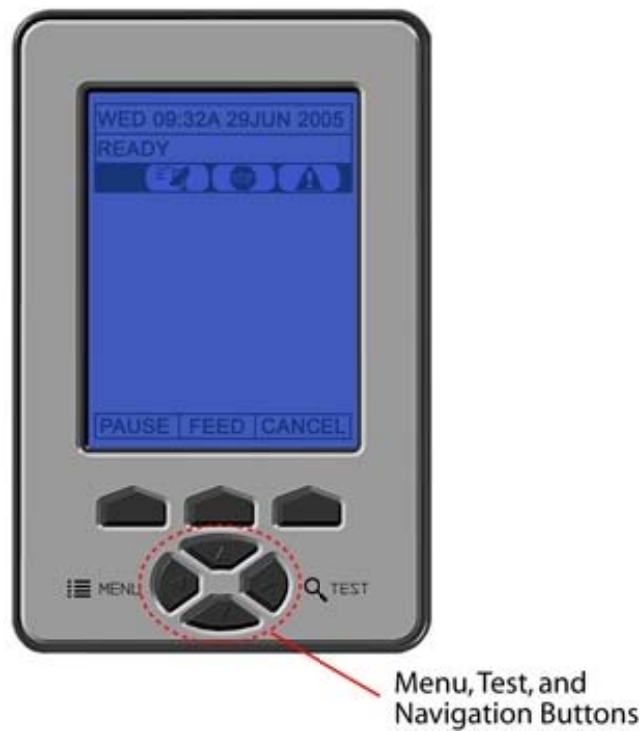 WED 09:32A 29JUN 2005
READY
PAUSE FEED CANCEL
MENU
TEST
Menu, Test, and
Navigation Buttons